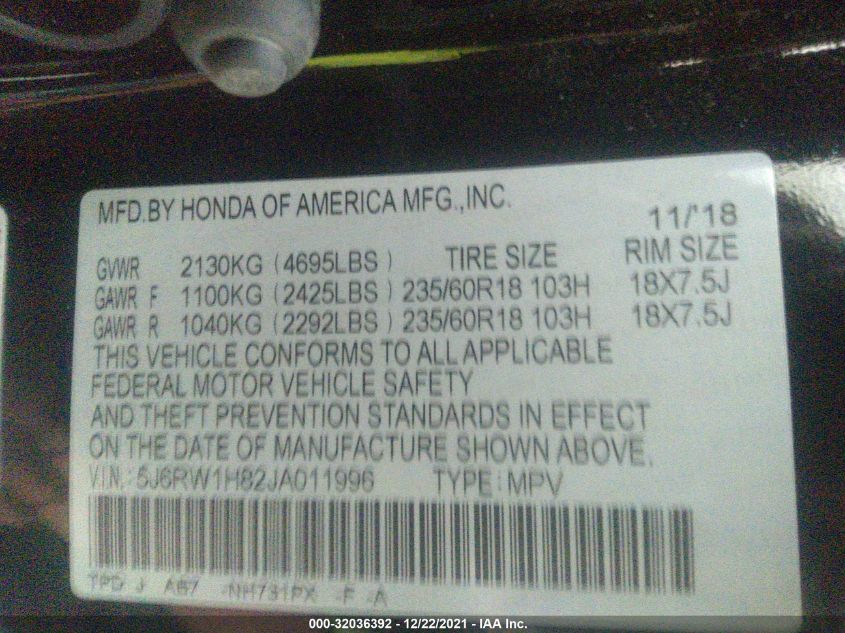 MFD.BY HONDA OF AMERICA MFG.,INC.
11/'18
GVWR 2130KG (4695LBS) TIRE SIZE RIM SIZE
GAWR F 1100KG (2425LBS) 235/60R18 103H 18X7.5J
GAWR R 1040KG (2292LBS) 235/60R18 103H 18X7.5J
THIS VEHICLE CONFORMS TO ALL APPLICABLE
FEDERAL MOTOR VEHICLE SAFETY
AND THEFT PREVENTION STANDARDS IN EFFECT
ON THE DATE OF MANUFACTURE SHOWN ABOVE.
V.I.N.: 5J6RW1H82JA011996 TYPE:MPV
TPD J A67 NH731PX -F -A
000-32036392 - 12/22/2021 - IAA Inc.